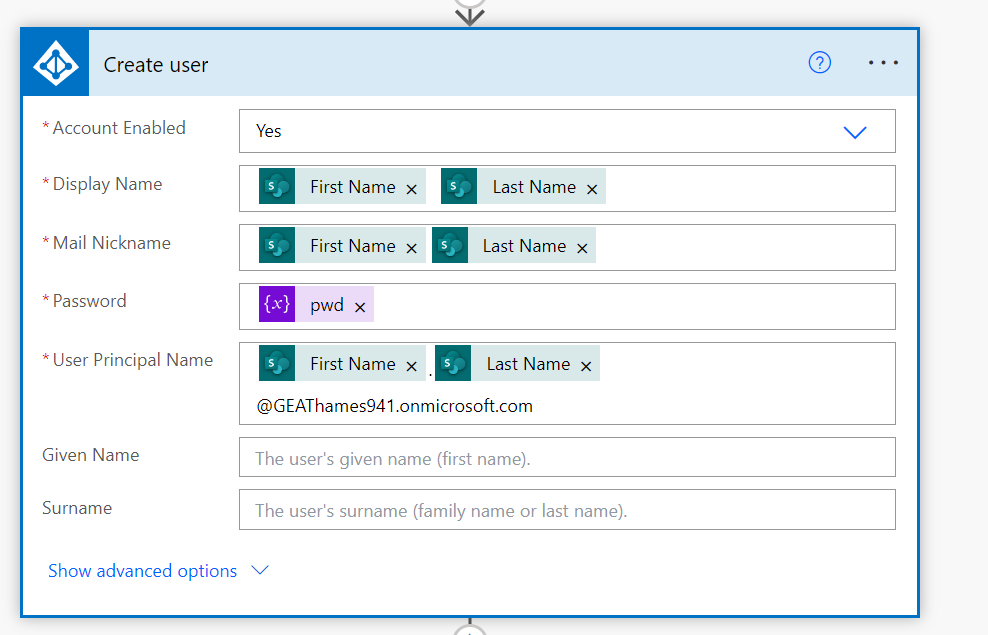 Create user
?
* Account Enabled
Yes
* Display Name
S First Name × S Last Name ×
* Mail Nickname
S First Name × S Last Name ×
* Password
{x} pwd ×
* User Principal Name
S First Name × . S Last Name ×
@GEAThames941.onmicrosoft.com
Given Name
The user's given name (first name).
Surname
The user's surname (family name or last name).
Show advanced options